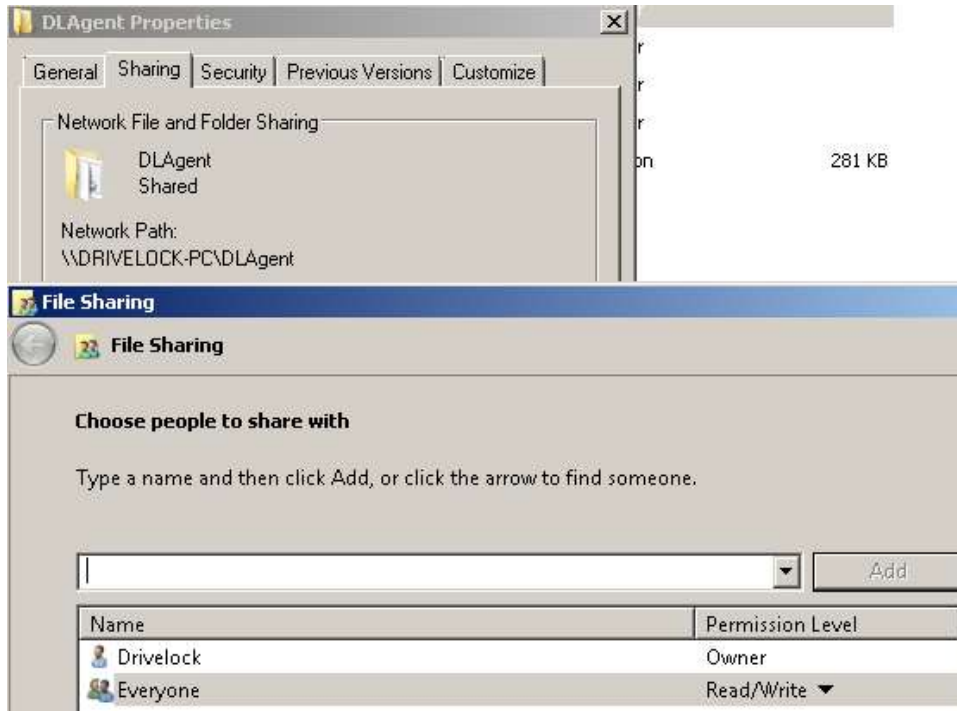 DLAgent Properties
General Sharing Security Previous Versions Customize
r
Network File and Folder Sharing
r
r
DLAgent
on 281 KB
Shared
Network Path:
\\DRIVELOCK-PC\DLAgent
File Sharing
File Sharing
Choose people to share with
Type a name and then click Add, or click the arrow to find someone.
Add
Name Permission Level
Drivelock Owner
Everyone Read/Write